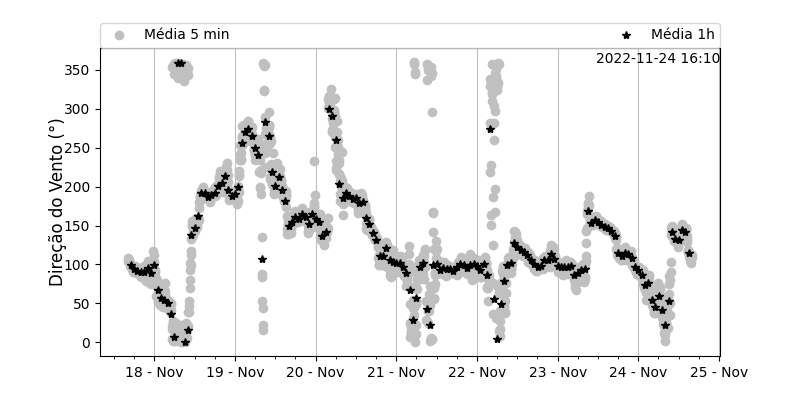 Média 5 min
Média 1h
2022-11-24 16:10
Direção do Vento (°)
350
300
250
200
150
100
50
0
18 - Nov
19 - Nov
20 - Nov
21 - Nov
22 - Nov
23 - Nov
24 - Nov
25 - Nov